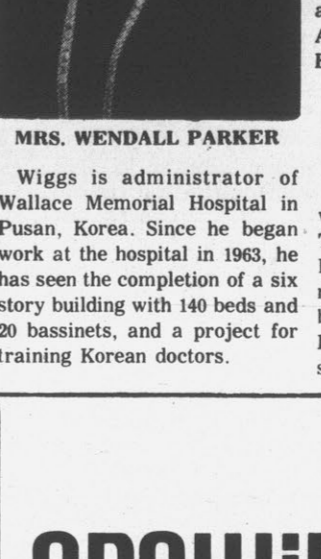 MRS. WENDALL PARKER
Wiggs is administrator of
Wallace Memorial Hospital in
Pusan, Korea. Since he began
work at the hospital in 1963, he
has seen the completion of a six
story building with 140 beds and
20 bassinets, and a project for
training Korean doctors.